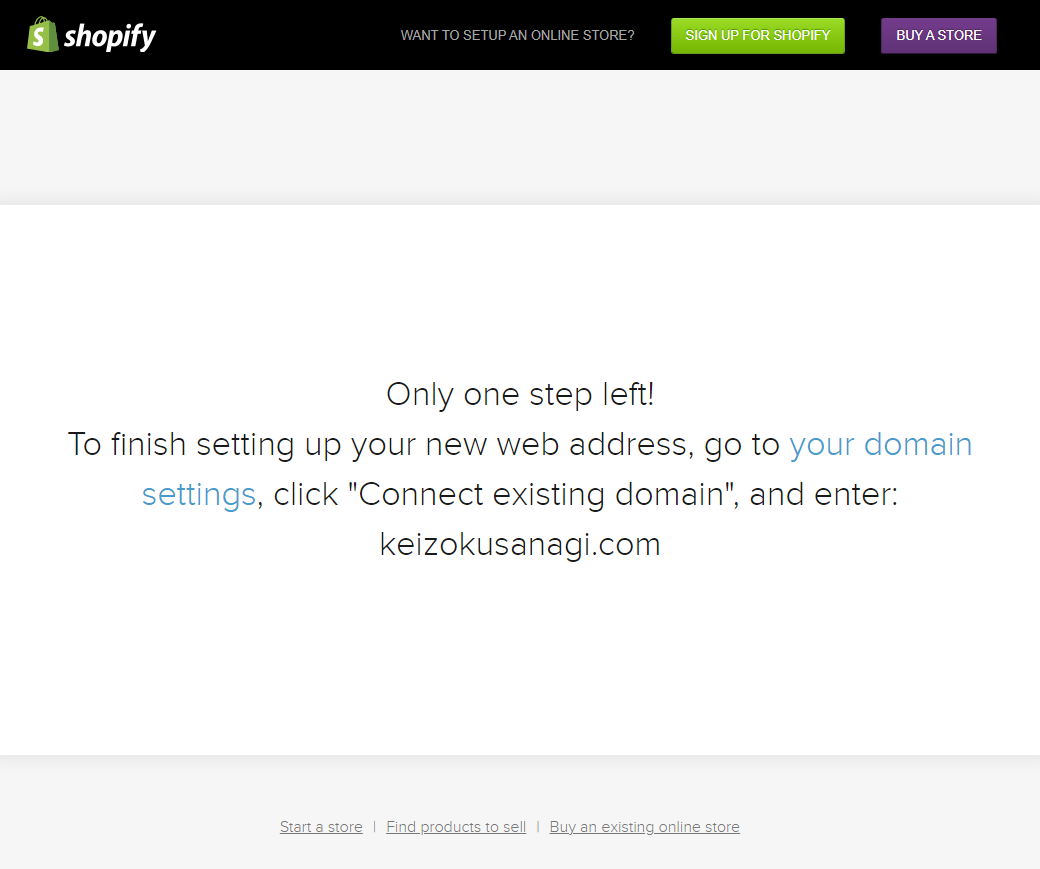 shopify
WANT TO SETUP AN ONLINE STORE?
SIGN UP FOR SHOPIFY
BUY A STORE
Only one step left!
To finish setting up your new web address, go to your domain
settings, click "Connect existing domain", and enter:
keizokusanagi.com
Start a store | Find products to sell | Buy an existing online store